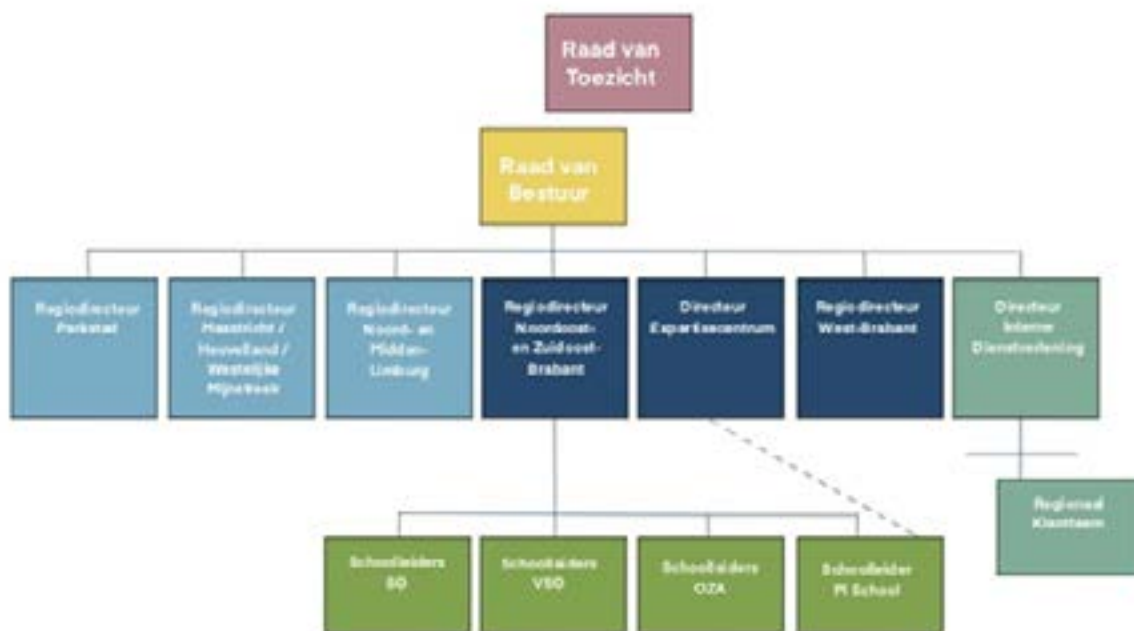 Raad van
Toezicht
Raad van
Bestuur
Regiodirecteur
Parkstad
Regiodirecteur
Maastricht /
Heuvelland /
Westelijke
Mijnstreek
Regiodirecteur
Noord- en
Midden-
Limburg
Regiodirecteur
Noordoost-
en Zuidoost-
Brabant
Directeur
Expertisecentrum
Regiodirecteur
West-Brabant
Directeur
Interne
Dienstverlening
Regionaal
Klantteam
Schoolleiders
SO
Schoolleiders
VSO
Schoolleiders
OZA
Schoolleider
PI School